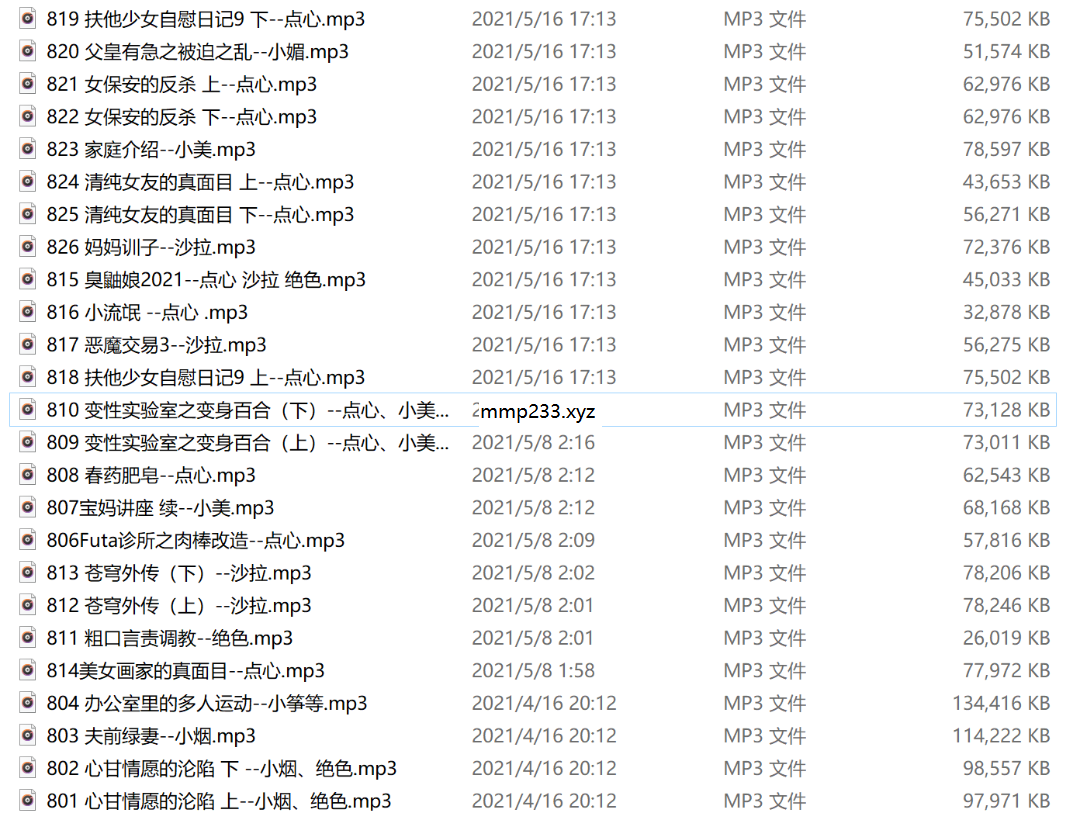 819 扶他少女自慰日记9 下--点心.mp3 2021/5/16 17:13 MP3 文件 75,502 KB
820 父皇有急之被迫之乱--小媚.mp3 2021/5/16 17:13 MP3 文件 51,574 KB
821 女保安的反杀 上--点心.mp3 2021/5/16 17:13 MP3 文件 62,976 KB
822 女保安的反杀 下--点心.mp3 2021/5/16 17:13 MP3 文件 62,976 KB
823 家庭介绍--小美.mp3 2021/5/16 17:13 MP3 文件 78,597 KB
824 清纯女友的真面目 上--点心.mp3 2021/5/16 17:13 MP3 文件 43,653 KB
825 清纯女友的真面目 下--点心.mp3 2021/5/16 17:13 MP3 文件 56,271 KB
826 妈妈训子--沙拉.mp3 2021/5/16 17:13 MP3 文件 72,376 KB
815 臭鼬娘2021--点心 沙拉 绝色.mp3 2021/5/16 17:13 MP3 文件 45,033 KB
816 小流氓 --点心 .mp3 2021/5/16 17:13 MP3 文件 32,878 KB
817 恶魔交易3--沙拉.mp3 2021/5/16 17:13 MP3 文件 56,275 KB
818 扶他少女自慰日记9 上--点心.mp3 2021/5/16 17:13 MP3 文件 75,502 KB
810 变性实验室之变身百合（下）--点心、小美... mmp233.xyz MP3 文件 73,128 KB
809 变性实验室之变身百合（上）--点心、小美... 2021/5/8 2:16 MP3 文件 73,011 KB
808 春药肥皂--点心.mp3 2021/5/8 2:12 MP3 文件 62,543 KB
807宝妈讲座 续--小美.mp3 2021/5/8 2:12 MP3 文件 68,168 KB
806Futa诊所之肉棒改造--点心.mp3 2021/5/8 2:09 MP3 文件 57,816 KB
813 苍穹外传（下）--沙拉.mp3 2021/5/8 2:02 MP3 文件 78,206 KB
812 苍穹外传（上）--沙拉.mp3 2021/5/8 2:01 MP3 文件 78,246 KB
811 粗口言责调教--绝色.mp3 2021/5/8 2:01 MP3 文件 26,019 KB
814美女画家的真面目--点心.mp3 2021/5/8 1:58 MP3 文件 77,972 KB
804 办公室里的多人运动--小筝等.mp3 2021/4/16 20:12 MP3 文件 134,416 KB
803 夫前绿妻--小烟.mp3 2021/4/16 20:12 MP3 文件 114,222 KB
802 心甘情愿的沦陷 下 --小烟、绝色.mp3 2021/4/16 20:12 MP3 文件 98,557 KB
801 心甘情愿的沦陷 上--小烟、绝色.mp3 2021/4/16 20:12 MP3 文件 97,971 KB